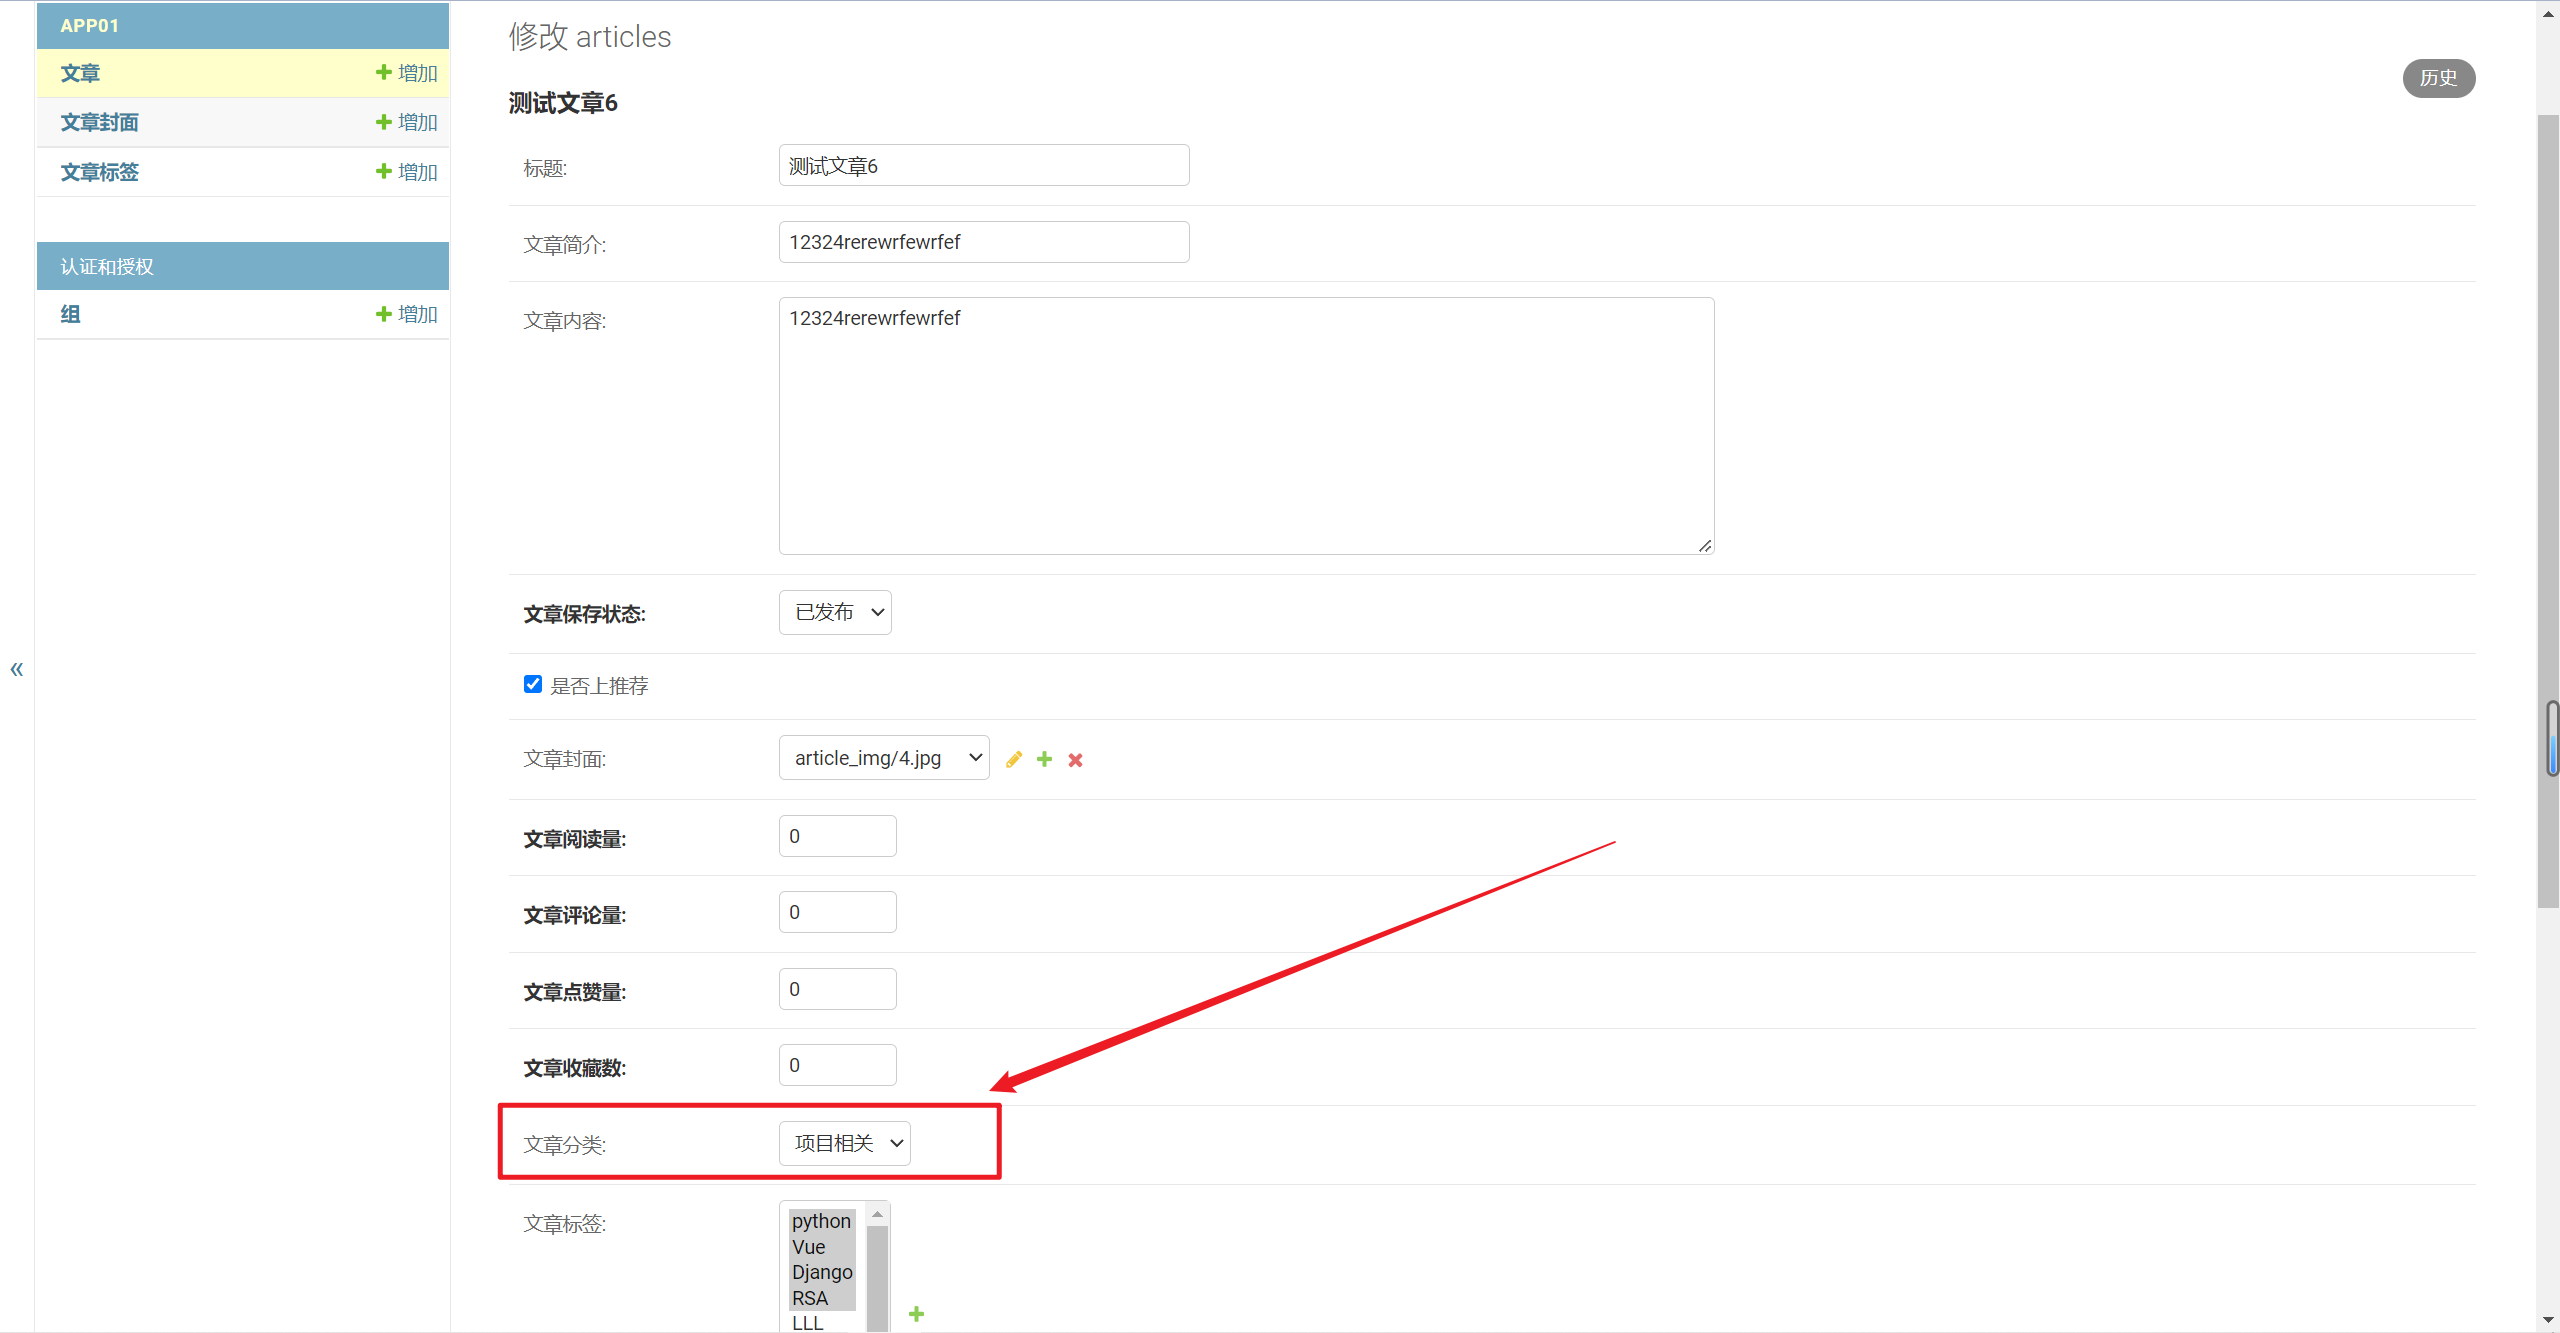 APP01
文章
增加
文章封面
增加
文章标签
增加
认证和授权
组
增加
«
修改 articles
历史
测试文章6
标题:
测试文章6
文章简介:
12324rerewrfewrfef
文章内容:
12324rerewrfewrfef
文章保存状态:
已发布
是否上推荐
文章封面:
article_img/4.jpg
文章阅读量:
0
文章评论量:
0
文章点赞量:
0
文章收藏数:
0
文章分类:
项目相关
文章标签:
python
Vue
Django
RSA
LLL